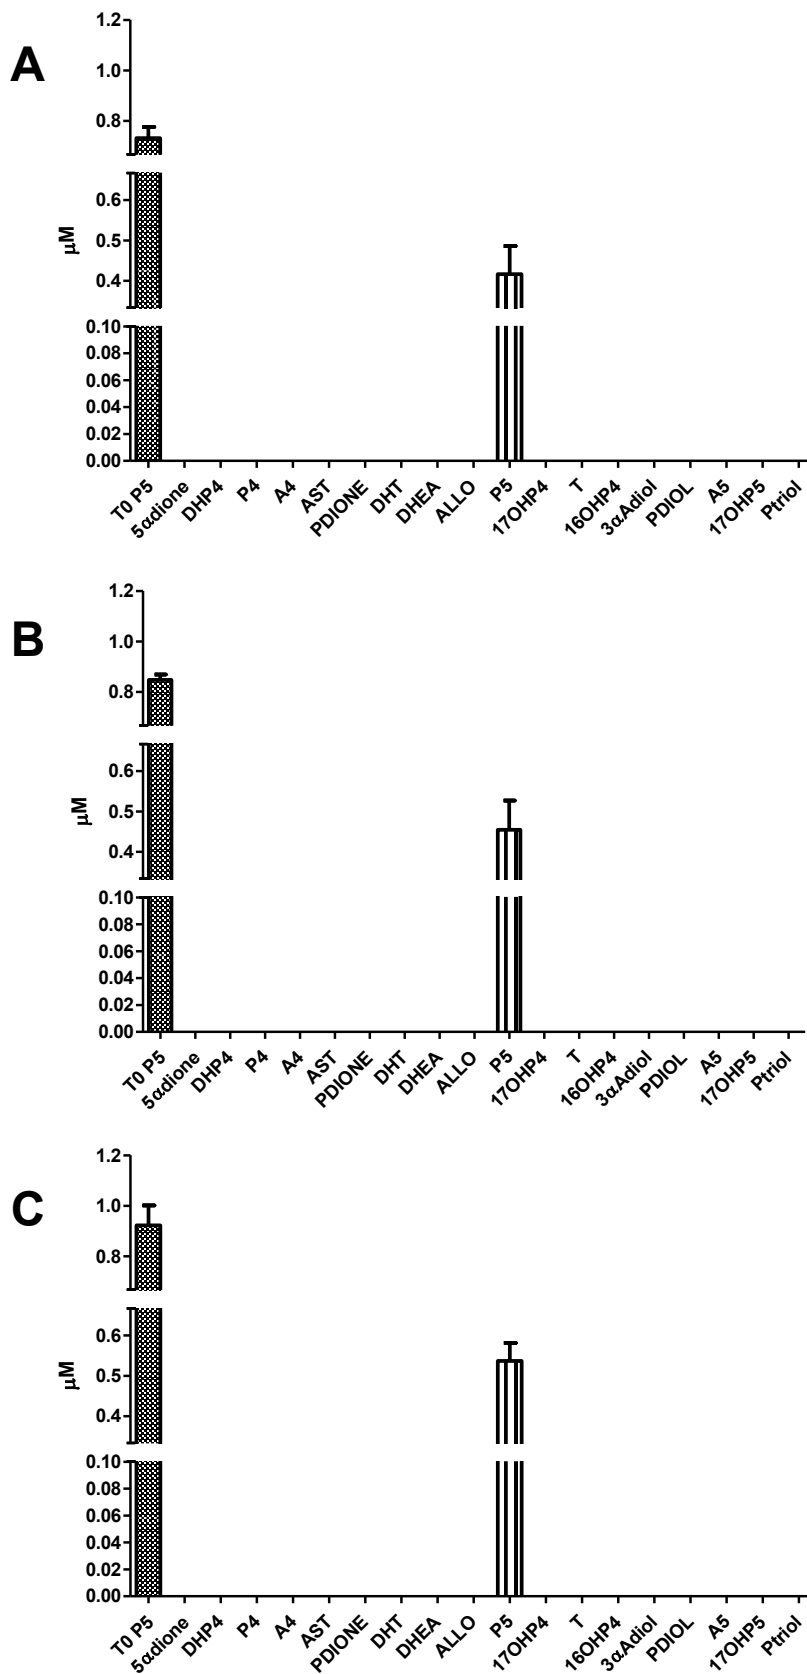 A
1.2
1.0
0.8
0.6
0.5
0.4
0.10
0.08
0.06
0.04
0.02
0.00
μM
T0 P5
5αdione
DHP4
P4
A4
AST
PDIONE
DHT
DHEA
ALLO
P5
17OHP4
T
16OHP4
3αAdiol
PDIOL
A5
17OHP5
Ptriol
B
1.2
1.0
0.8
0.6
0.5
0.4
0.10
0.08
0.06
0.04
0.02
0.00
μM
T0 P5
5αdione
DHP4
P4
A4
AST
PDIONE
DHT
DHEA
ALLO
P5
17OHP4
T
16OHP4
3αAdiol
PDIOL
A5
17OHP5
Ptriol
C
1.2
1.0
0.8
0.6
0.5
0.4
0.10
0.08
0.06
0.04
0.02
0.00
μM
T0 P5
5αdione
DHP4
P4
A4
AST
PDIONE
DHT
DHEA
ALLO
P5
17OHP4
T
16OHP4
3αAdiol
PDIOL
A5
17OHP5
Ptriol